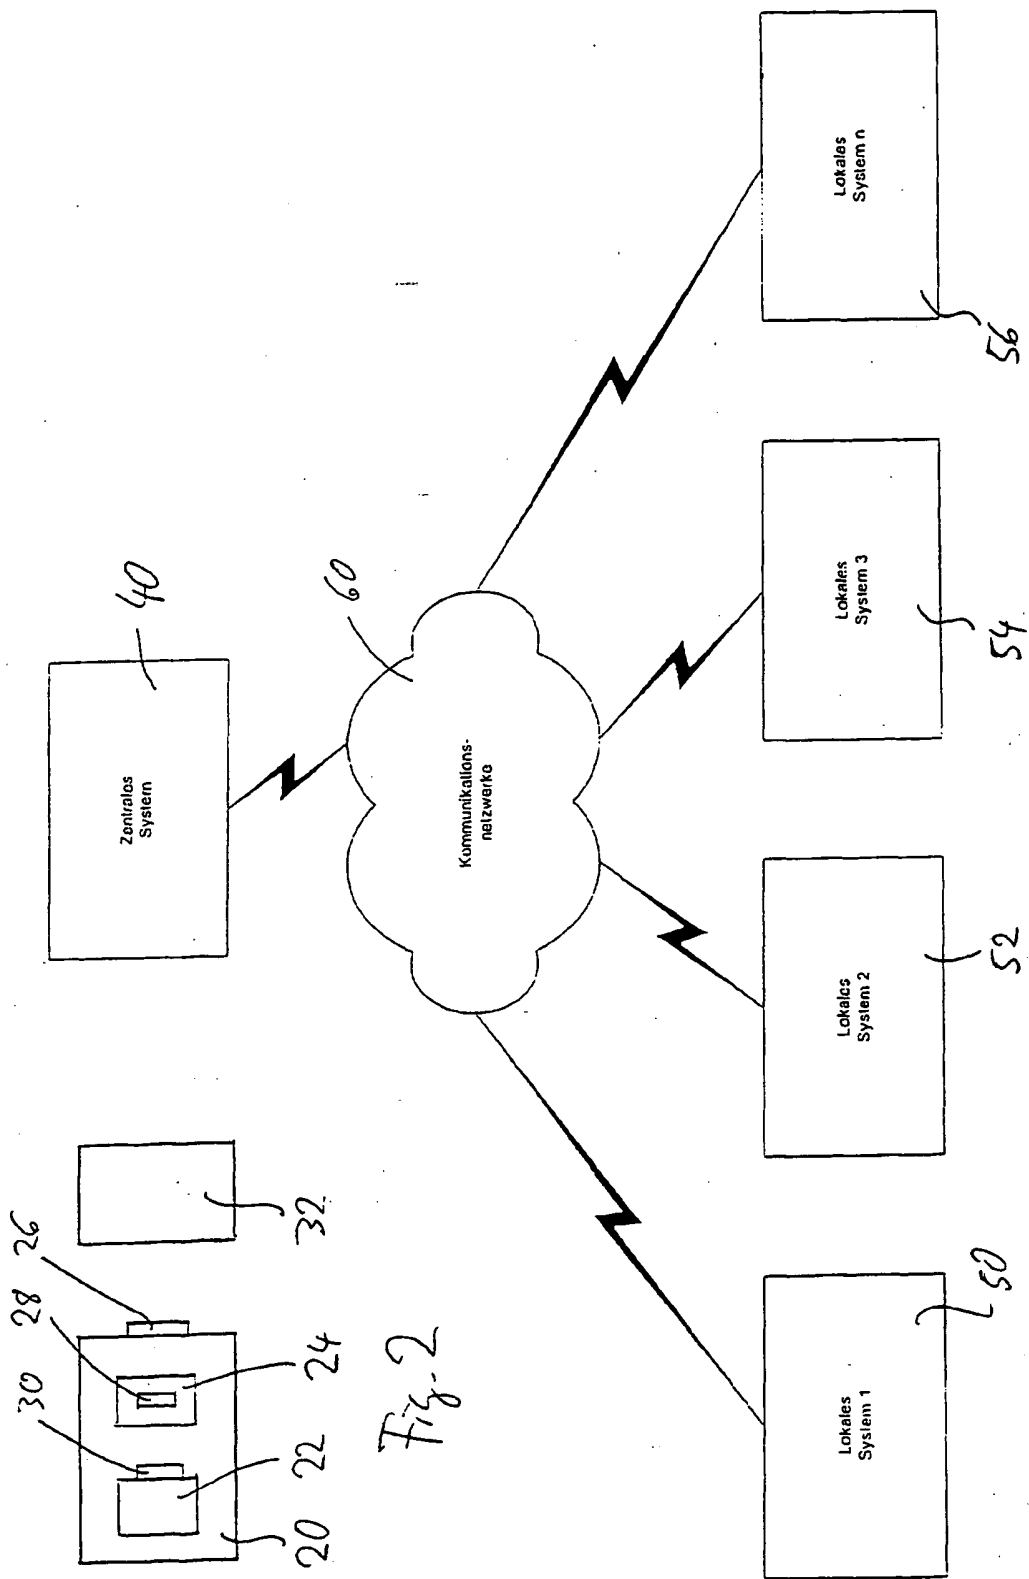 30
28
26
20
22
24
32
Fig. 2
40
Zentrales
System
60
Kommunikations-
netzwerke
Lokales
System 1
50
Lokales
System 2
52
Lokales
System 3
54
Lokales
System n
56